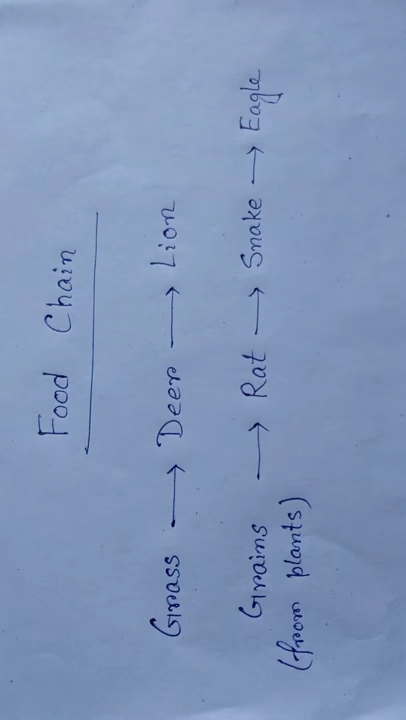 Food Chain
Grass → Deer → Lion
Grains → Rat → Snake → Eagle
(from plants)